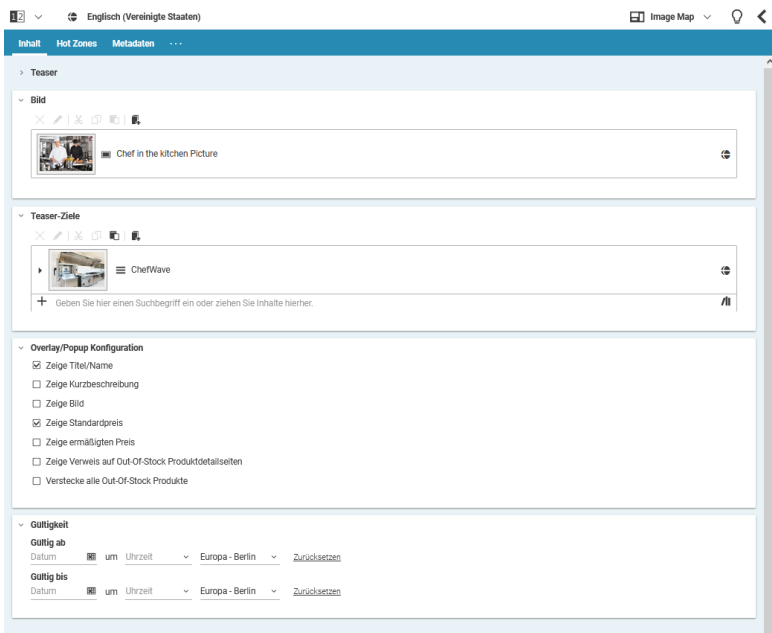 12 Englisch (Vereinigte Staaten) Image Map
Inhalt Hot Zones Metadaten ...
Teaser
Bild
Chef in the kitchen Picture
Teaser-Ziele
ChefWave
Geben Sie hier einen Suchbegriff ein oder ziehen Sie Inhalte hierher.
Overlay/Popup Konfiguration
Zeige Titel/Name
Zeige Kurzbeschreibung
Zeige Bild
Zeige Standardpreis
Zeige ermäßigten Preis
Zeige Verweis auf Out-Of-Stock Produktdetailseiten
Verstecke alle Out-Of-Stock Produkte
Gültigkeit
Gültig ab
Datum um Uhrzeit Europa - Berlin Zurücksetzen
Gültig bis
Datum um Uhrzeit Europa - Berlin Zurücksetzen